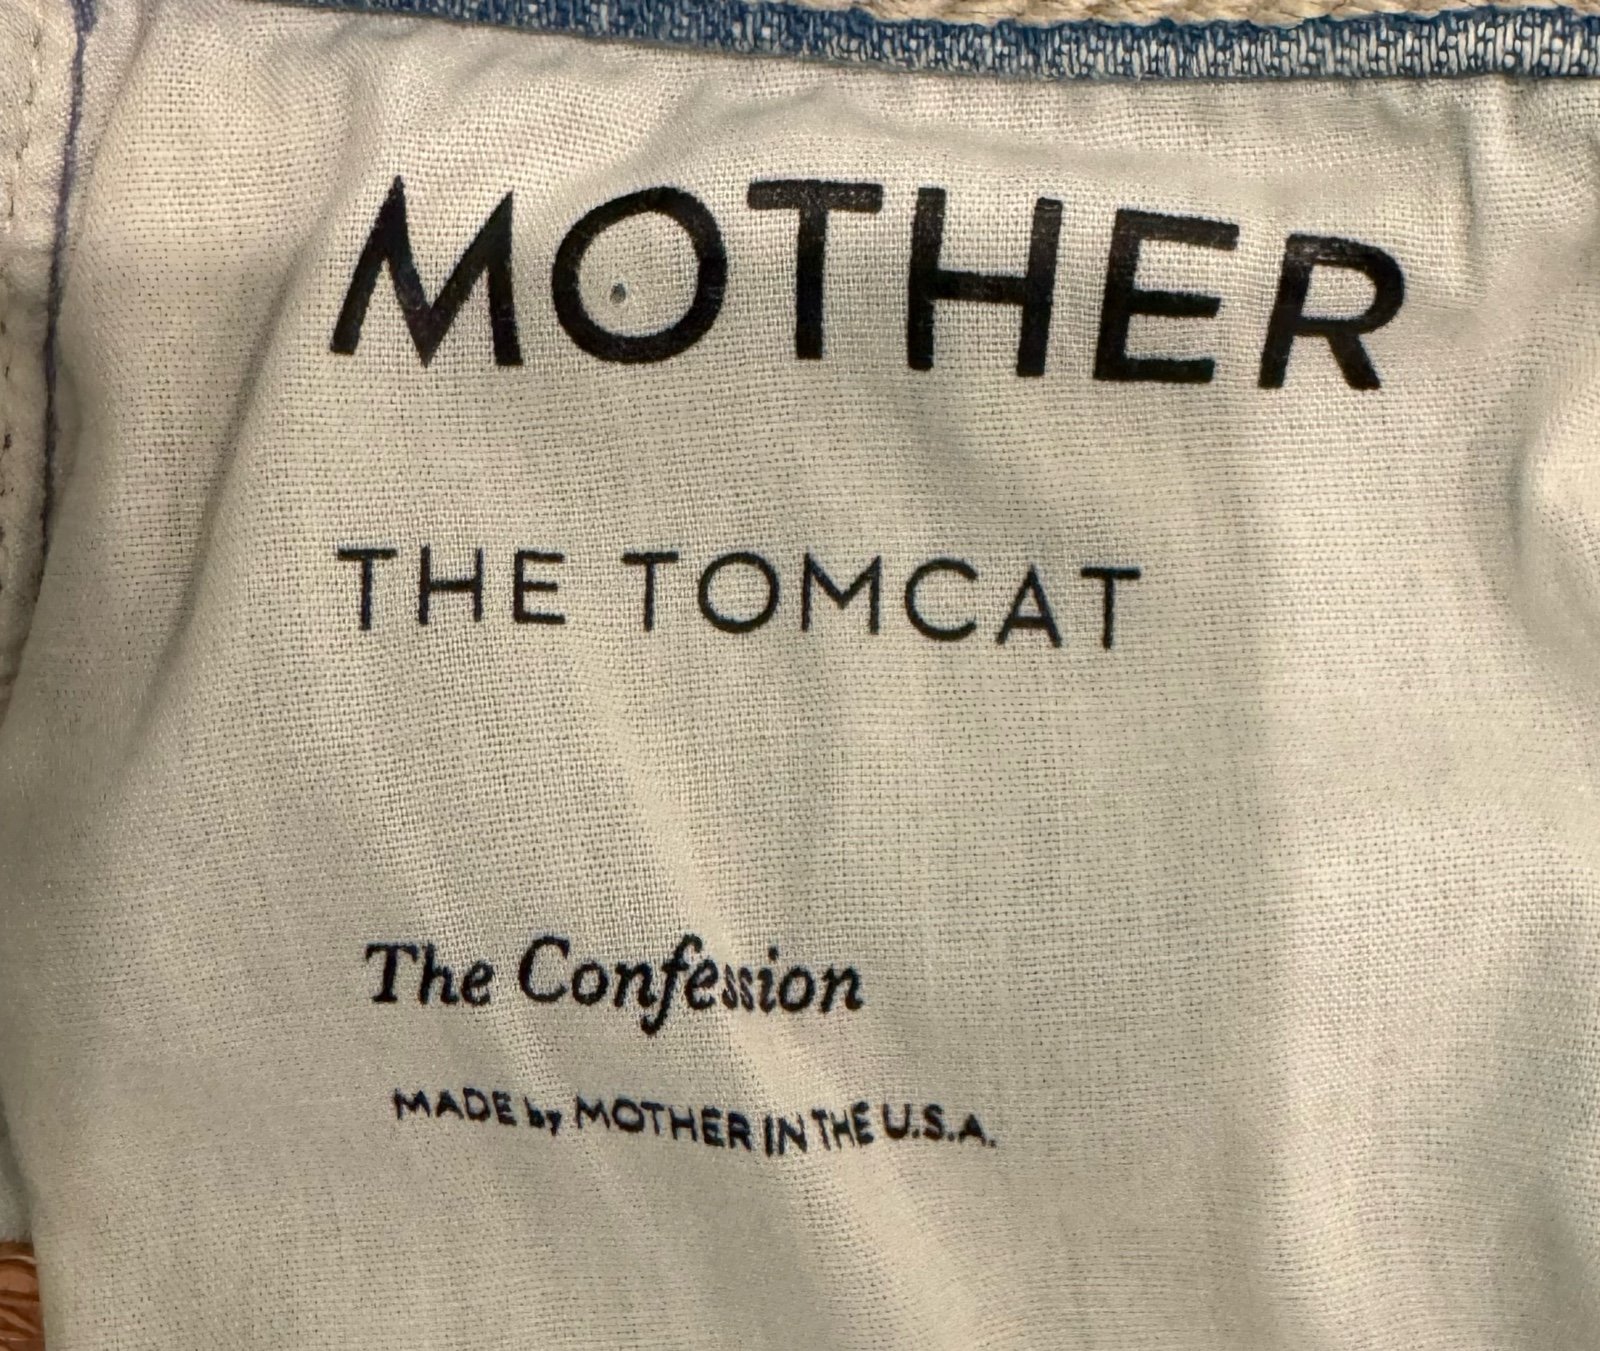 MOTHER
THE TOMCAT
The Confession
MADE by MOTHER IN THE U.S.A.